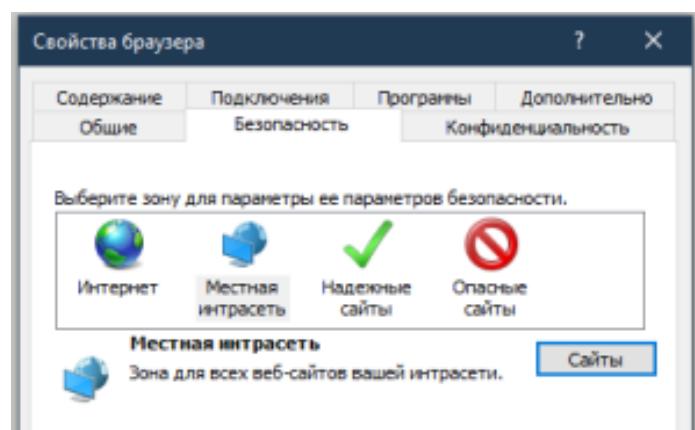 Свойства браузера ? ✕
Содержание Подключения Программы Дополнительно
Общие Безопасность Конфиденциальность
Выберите зону для параметры ее параметров безопасности.
Интернет Местная интрасеть Надежные сайты Опасные сайты
Местная интрасеть
Зона для всех веб-сайтов вашей интрасети.
Сайты